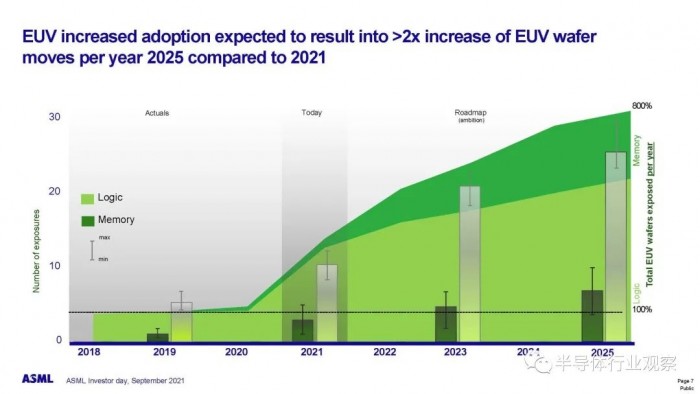 EUV increased adoption expected to result into >2x increase of EUV wafer
moves per year 2025 compared to 2021
Actuals
Today
Roadmap
(ambition)
800%
30
20
10
0
Number of exposures
Logic
Memory
max
min
Memory
Logic
Total EUV wafers exposed per year
100%
2018
2019
2020
2021
2022
2023
2024
2025
半导体行业观察
ASML
ASML Investor day, September 2021
Page 7
Public